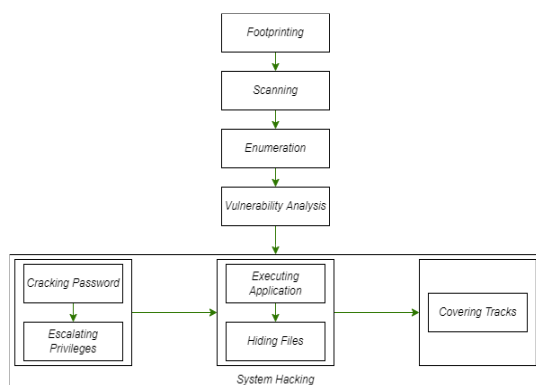 Footprinting
Scanning
Enumeration
Vulnerability Analysis
Cracking Password
Escalating
Privileges
Executing
Application
Hiding Files
Covering Tracks
System Hacking